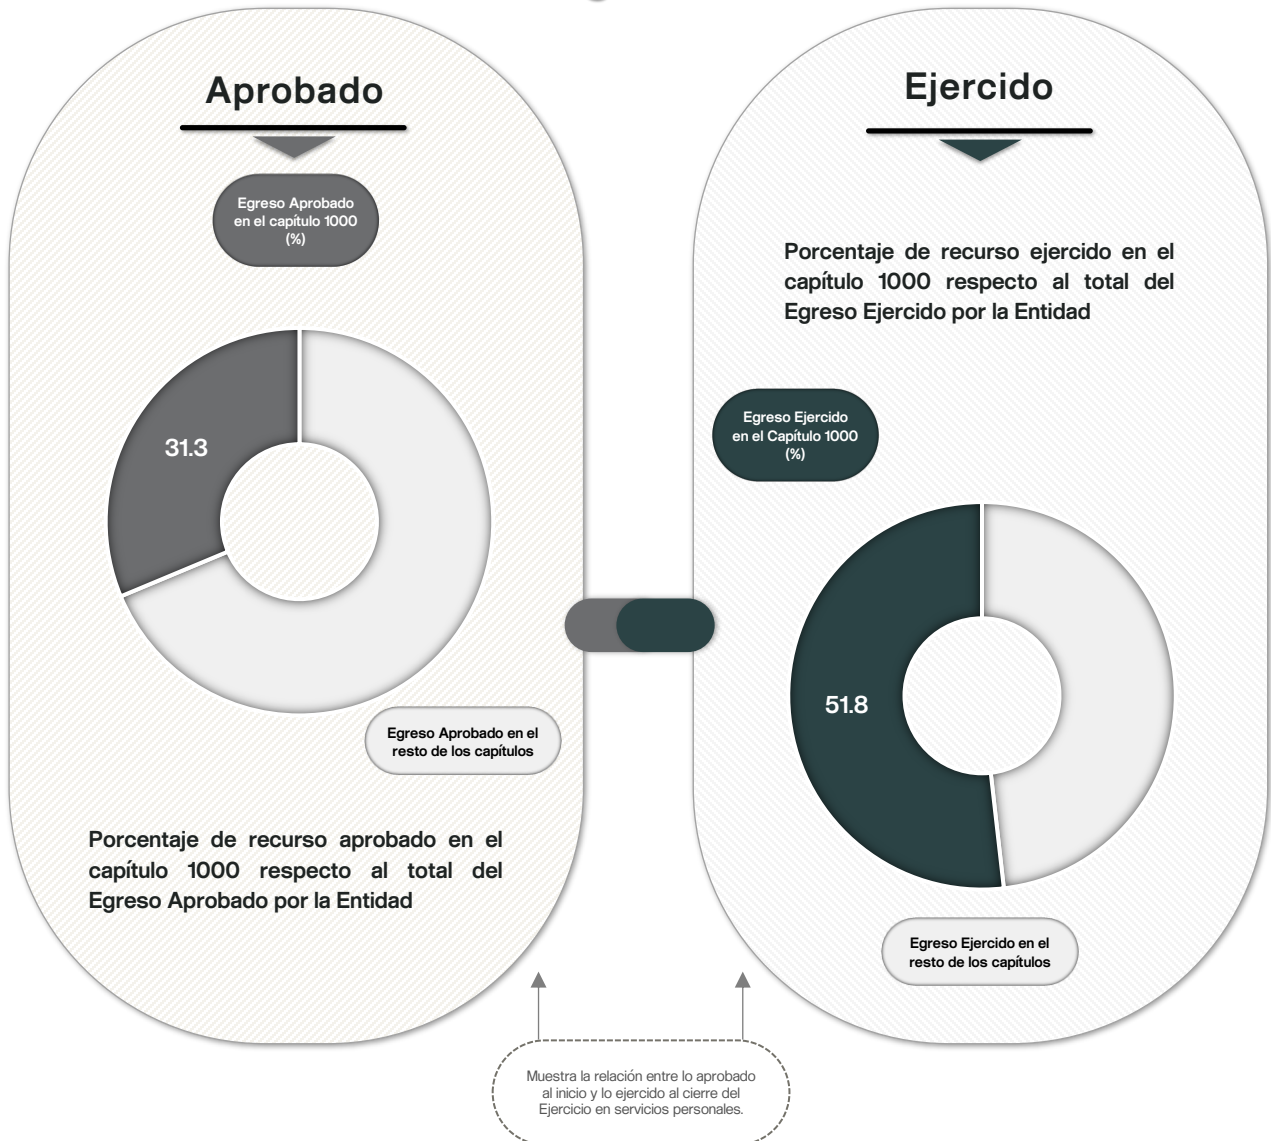 Aprobado
Egreso Aprobado
en el capítulo 1000
(%)
31.3
Egreso Aprobado en el
resto de los capítulos
Porcentaje de recurso aprobado en el
capítulo 1000 respecto al total del
Egreso Aprobado por la Entidad
Ejercido
Porcentaje de recurso ejercido en el
capítulo 1000 respecto al total del
Egreso Ejercido por la Entidad
Egreso Ejercido
en el Capítulo 1000
(%)
51.8
Egreso Ejercido en el
resto de los capítulos
Muestra la relación entre lo aprobado
al inicio y lo ejercido al cierre del
Ejercicio en servicios personales.